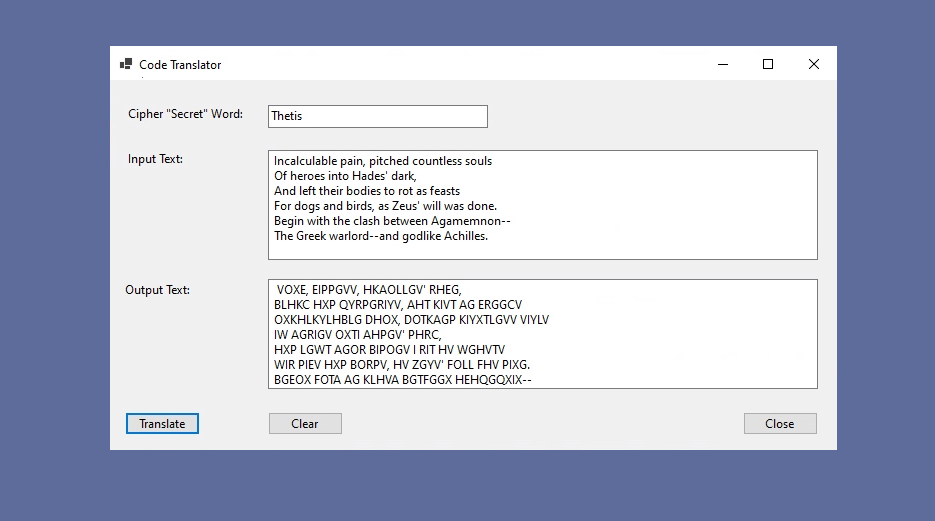 Code Translator
Cipher "Secret" Word:
Thetis
Input Text:
Incalculable pain, pitched countless souls
Of heroes into Hades' dark,
And left their bodies to rot as feasts
For dogs and birds, as Zeus' will was done.
Begin with the clash between Agamemnon--
The Greek warlord--and godlike Achilles.
Output Text:
VOXE, EIPPGVV, HKAOLLGV' RHEG,
BLHKC HXP QYRPGRIYV, AHT KIVT AG ERGGCV
OXKHLKYLHBLG DHOX, DOTKAGP KIYXTLGVV VIYLV
IW AGRIGV OXTI AHPGV' PHRC,
HXP LGWT AGOR BIPOGV I RIT HV WGHVTV
WIR PIEV HXP BORPV, HV ZGYV' FOLL FHV PIXG.
BGEOX FOTA AG KLHVA BGTFGGX HEHQGQXIX--
Translate
Clear
Close